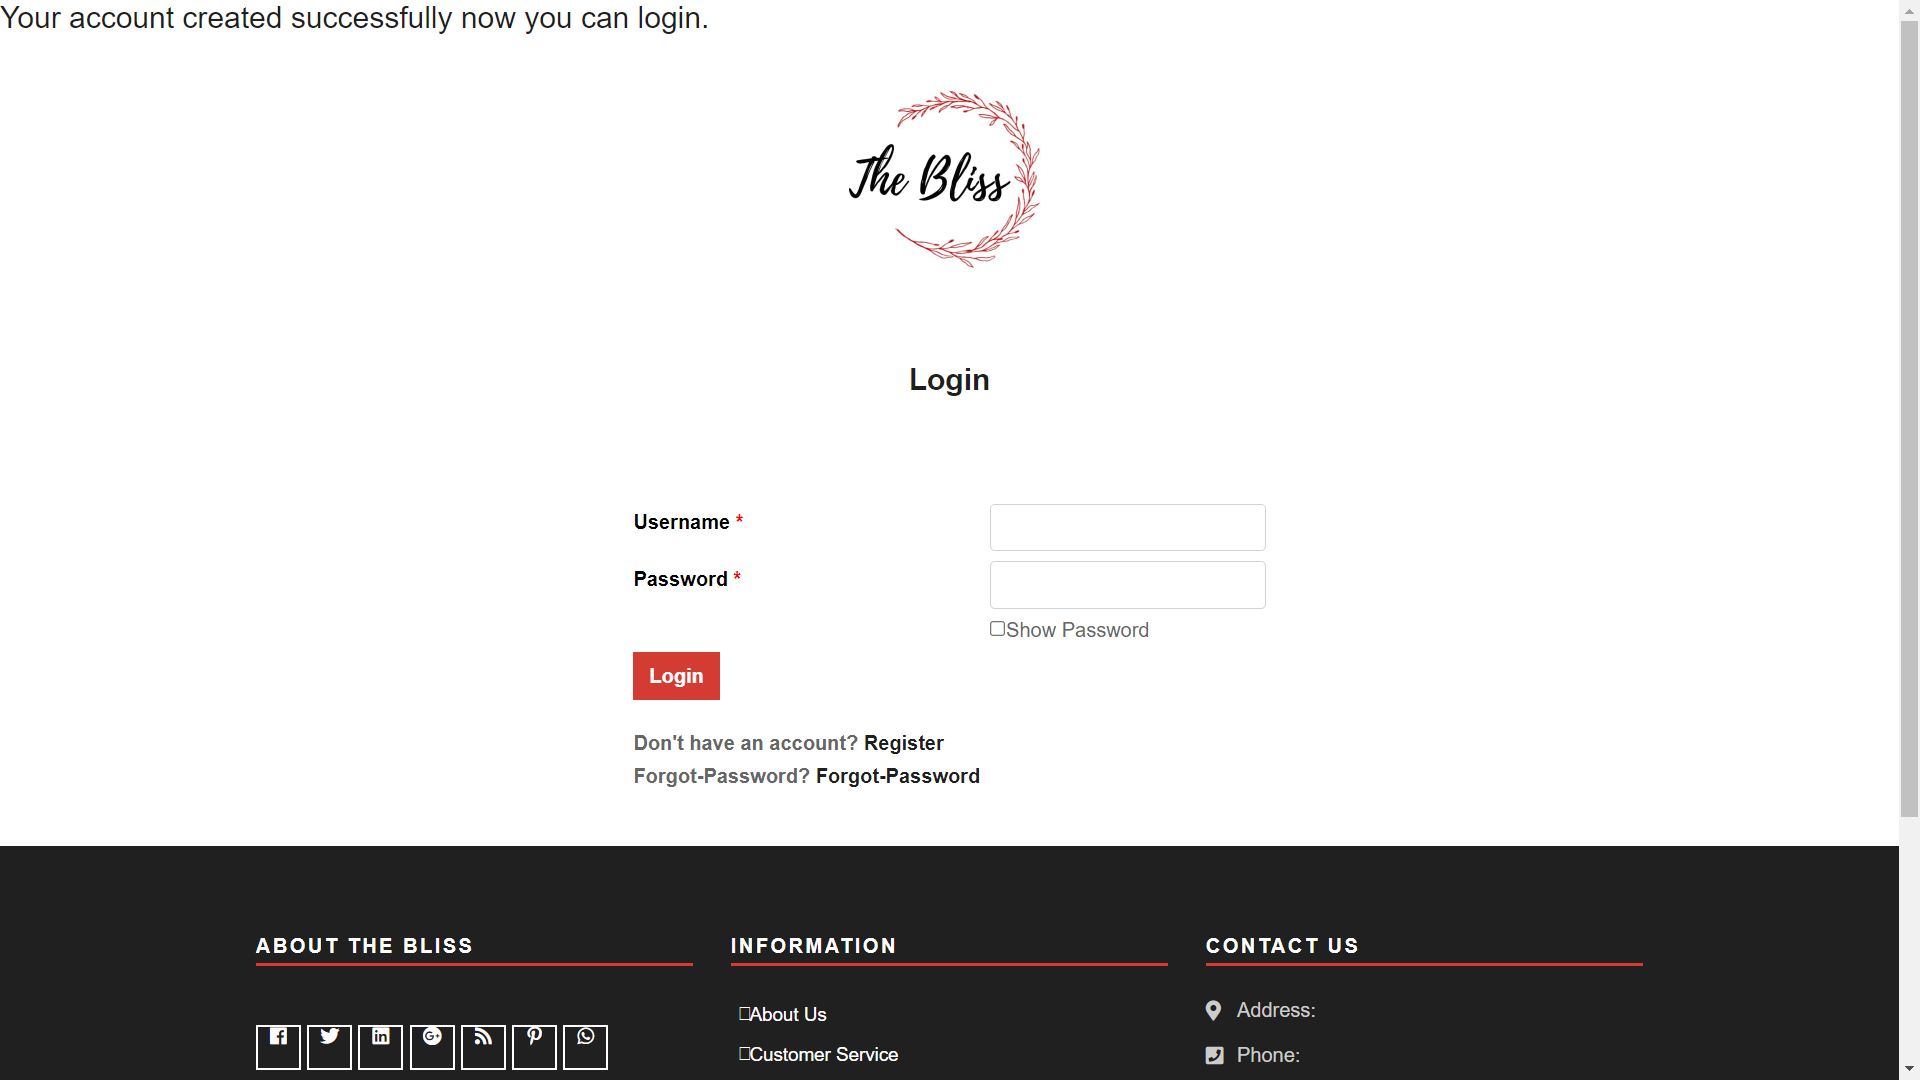 Your account created successfully now you can login.
The Bliss
Login
Username *
Password *
Show Password
Login
Don't have an account? Register
Forgot-Password? Forgot-Password
ABOUT THE BLISS
INFORMATION
About Us
Customer Service
CONTACT US
Address:
Phone: